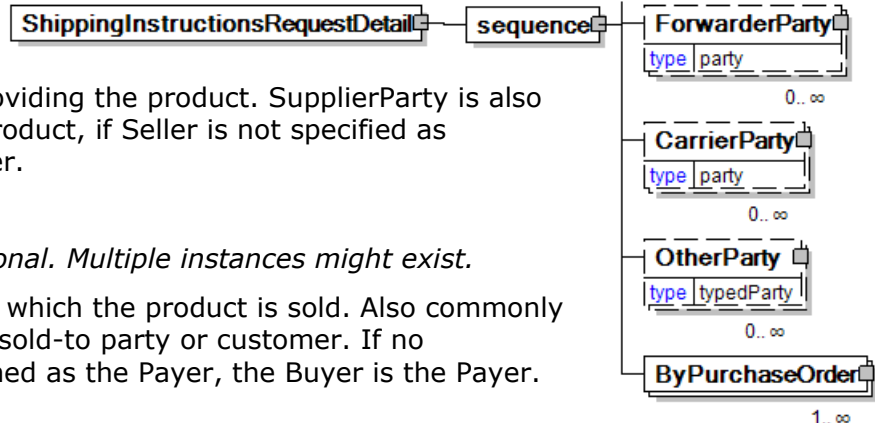 ShippingInstructionsRequestDetail
sequence
ForwarderParty
type party
0.. ∞
oviding the product. SupplierParty is also
roduct, if Seller is not specified as
er.
CarrierParty
type party
0.. ∞
onal. Multiple instances might exist.
which the product is sold. Also commonly
sold-to party or customer. If no
ned as the Payer, the Buyer is the Payer.
OtherParty
type typedParty
0.. ∞
ByPurchaseOrder
1.. ∞